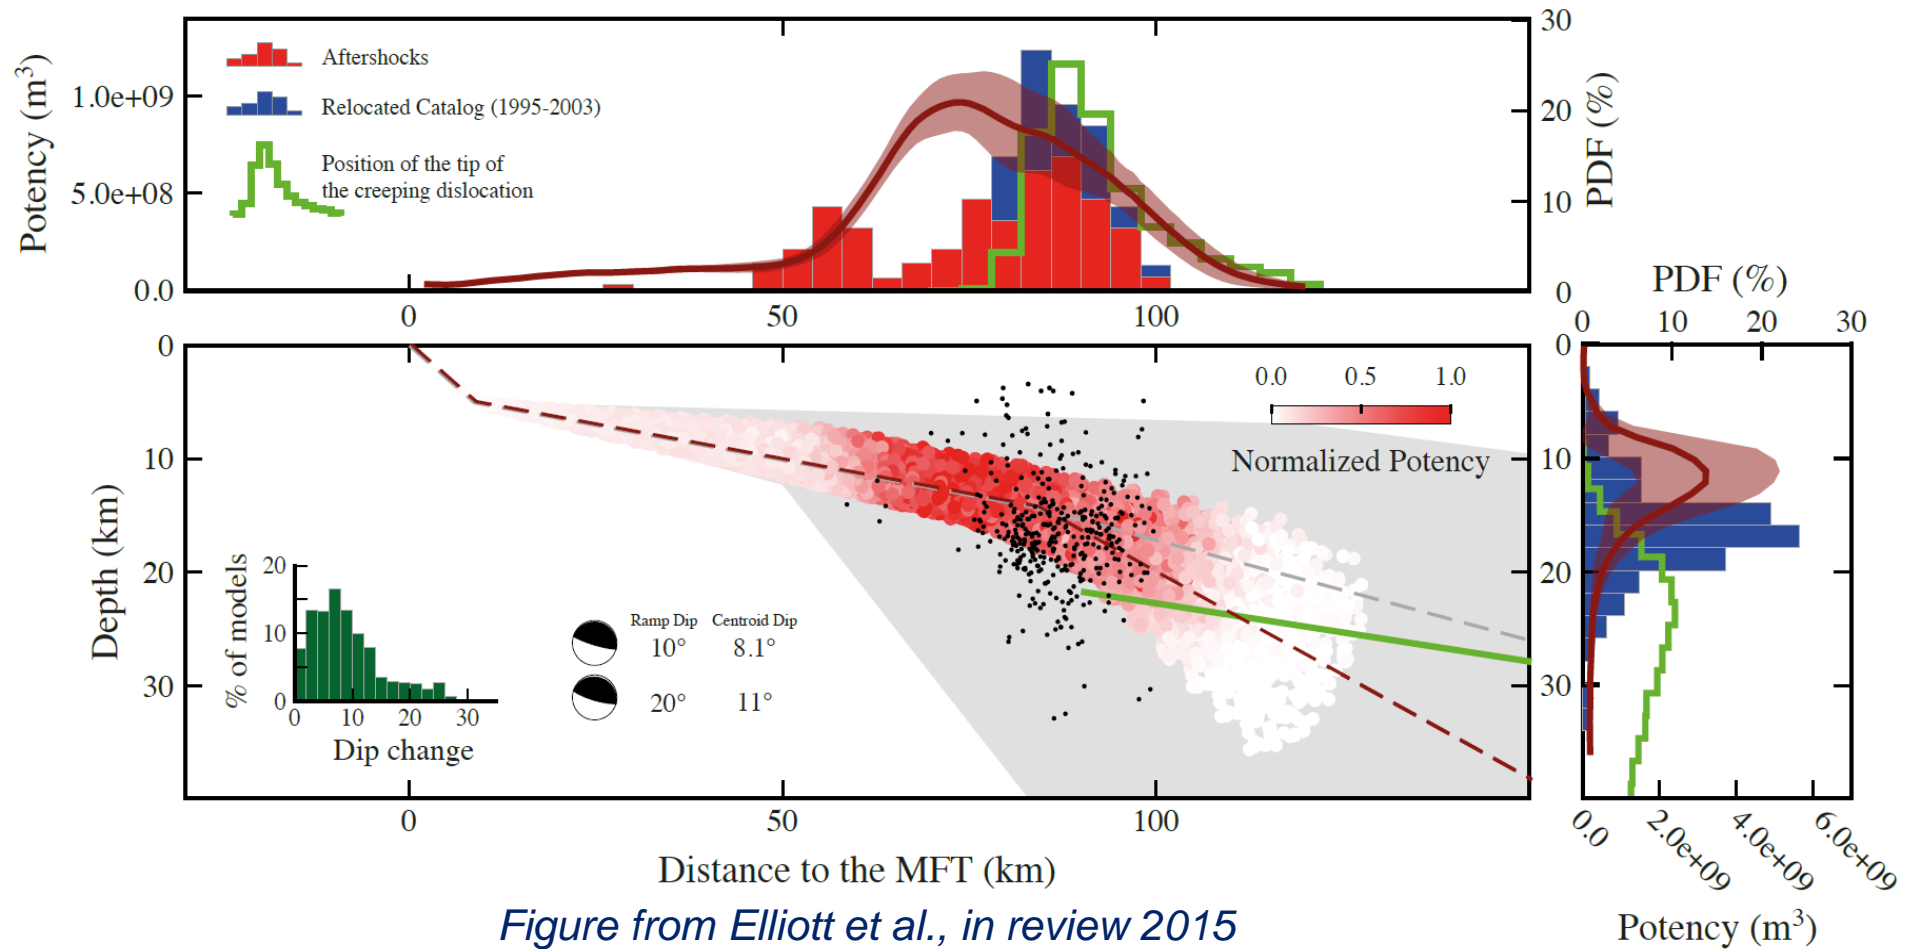 Aftershocks
Relocated Catalog (1995-2003)
Position of the tip of
the creeping dislocation
Potency (m³)
1.0e+09
5.0e+08
0.0
30
20
10
0
PDF (%)
0 50 100
PDF (%)
0 10 20 30
0
10
20
30
Depth (km)
0.0 0.5 1.0
Normalized Potency
% of models
20
10
0
0 10 20 30
Dip change
Ramp Dip Centroid Dip
10° 8.1°
20° 11°
0 50 100
Distance to the MFT (km)
0
10
20
30
0.0 2.0e+09 4.0e+09 6.0e+09
Potency (m³)
Figure from Elliott et al., in review 2015